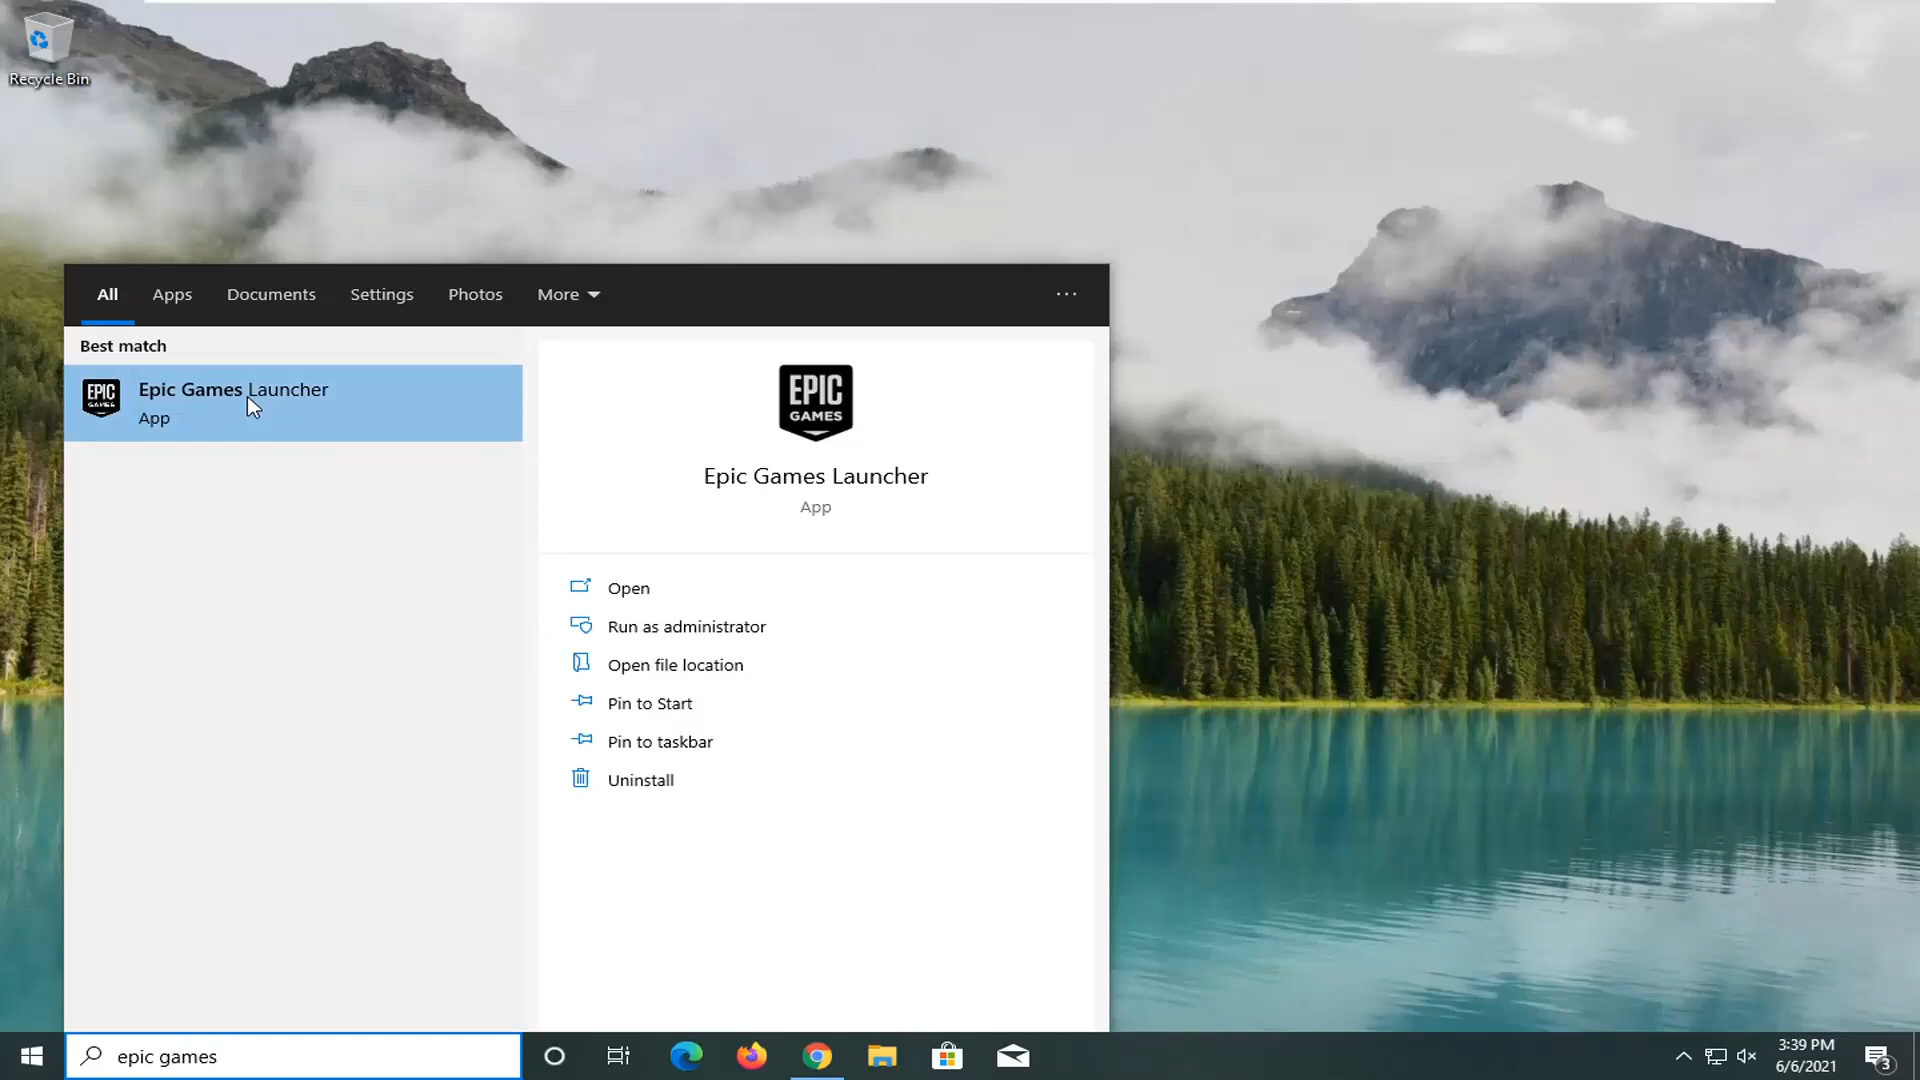 Recycle Bin
All
Apps
Documents
Settings
Photos
More
Best match
Epic Games Launcher
App
EPIC
GAMES
EPIC
GAMES
Epic Games Launcher
App
Open
Run as administrator
Open file location
Pin to Start
Pin to taskbar
Uninstall
epic games
3:39 PM
6/6/2021
3